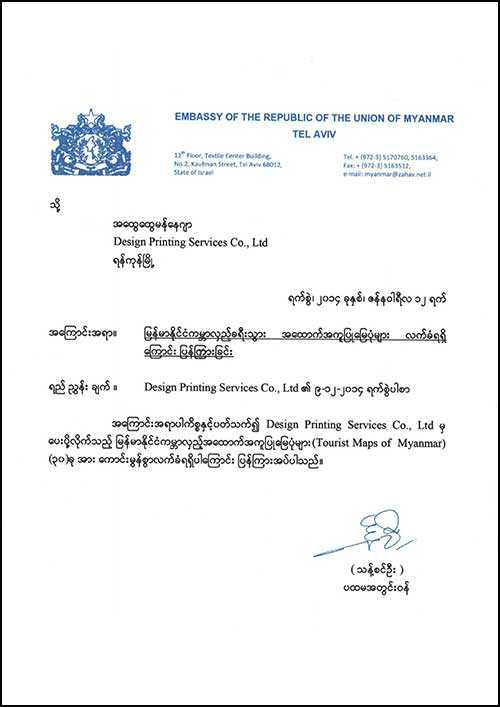 EMBASSY OF THE REPUBLIC OF THE UNION OF MYANMAR
TEL AVIV
12th Floor, Textile Center Building,
No.2, Kaufman Street, Tel Aviv 68012,
State of Israel
Tel. + (972-3) 5170760, 5163364,
Fax: + (972-3) 5163512,
e-mail: myanmar@zahav.net.il
သို့
အထွေထွေမန်နေဂျာ
Design Printing Services Co., Ltd
ရန်ကုန်မြို့
ရက်စွဲ၊ ၂၀၁၄ ခုနှစ်၊ ဇန်နဝါရီလ ၁၂ ရက်
အကြောင်းအရာ။ မြန်မာနိုင်ငံကမ္ဘာလှည့်ခရီးသွား အထောက်အကူပြုမြေပုံများ လက်ခံရရှိ
ကြောင်း ပြန်ကြားခြင်း
ရည် ညွှန်း ချက် ။ Design Printing Services Co., Ltd ၏ ၉-၁၂-၂၀၁၄ ရက်စွဲပါစာ
အကြောင်းအရာပါကိစ္စနှင့်ပတ်သက်၍ Design Printing Services Co., Ltd မှ
ပေးပို့လိုက်သည့် မြန်မာနိုင်ငံကမ္ဘာလှည့်အထောက်အကူပြုမြေပုံများ(Tourist Maps of Myanmar)
(၃၀)ခု အား ကောင်းမွန်စွာလက်ခံရရှိပါကြောင်း ပြန်ကြားအပ်ပါသည်။
( သန့်စင်ဦး )
ပထမအတွင်းဝန်